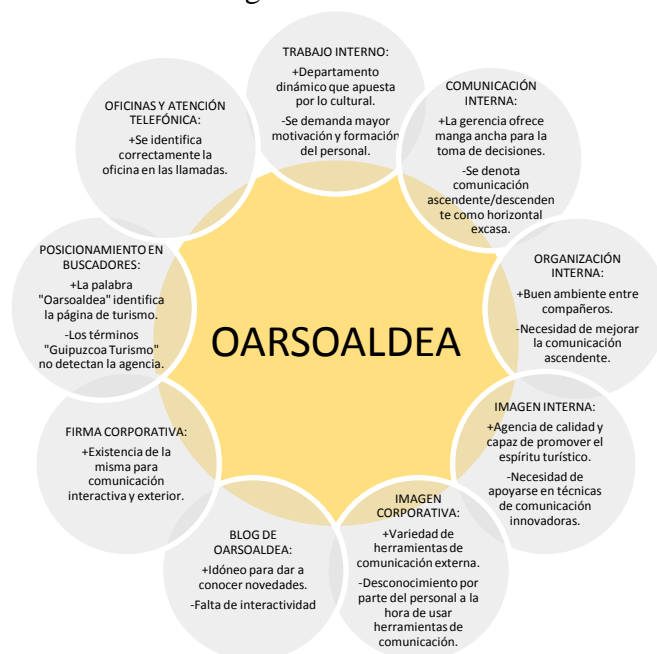 TRABAJO INTERNO:
+Departamento
dinámico que apuesta
por lo cultural.
-Se demanda mayor
motivación y formación
del personal.
COMUNICACIÓN
INTERNA:
+La gerencia ofrece
manga ancha para la
toma de decisiones.
-Se denota
comunicación
ascendente/descenden
te como horizontal
excasa.
ORGANIZACIÓN
INTERNA:
+Buen ambiente entre
compañeros.
-Necesidad de mejorar
la comunicación
ascendente.
IMAGEN INTERNA:
+Agencia de calidad y
capaz de promover el
espíritu turístico.
-Necesidad de
apoyarse en técnicas
de comunicación
innovadoras.
IMAGEN
CORPORATIVA:
+Variedad de
herramientas de
comunicación externa.
-Desconocimiento por
parte del personal a la
hora de usar
herramientas de
comunicación.
BLOG DE
OARSOALDEA:
+Idóneo para dar a
conocer novedades.
-Falta de interactividad
FIRMA CORPORATIVA:
+Existencia de la
misma para
comunicación
interactiva y exterior.
POSICIONAMIENTO EN
BUSCADORES:
+La palabra
"Oarsoaldea" identifica
la página de turismo.
-Los términos
"Guipuzcoa Turismo"
no detectan la agencia.
OFICINAS Y ATENCIÓN
TELEFÓNICA:
+Se identifica
correctamente la
oficina en las llamadas.
OARSOALDEA